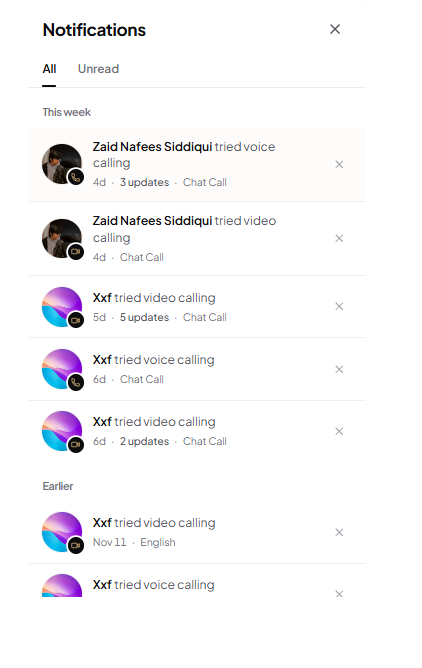 Notifications
All Unread
This week
Zaid Nafees Siddiqui tried voice
calling
4d · 3 updates · Chat Call
Zaid Nafees Siddiqui tried video
calling
4d · Chat Call
Xxf tried video calling
5d · 5 updates · Chat Call
Xxf tried voice calling
6d · Chat Call
Xxf tried video calling
6d · 2 updates · Chat Call
Earlier
Xxf tried video calling
Nov 11 · English
Xxf tried voice calling